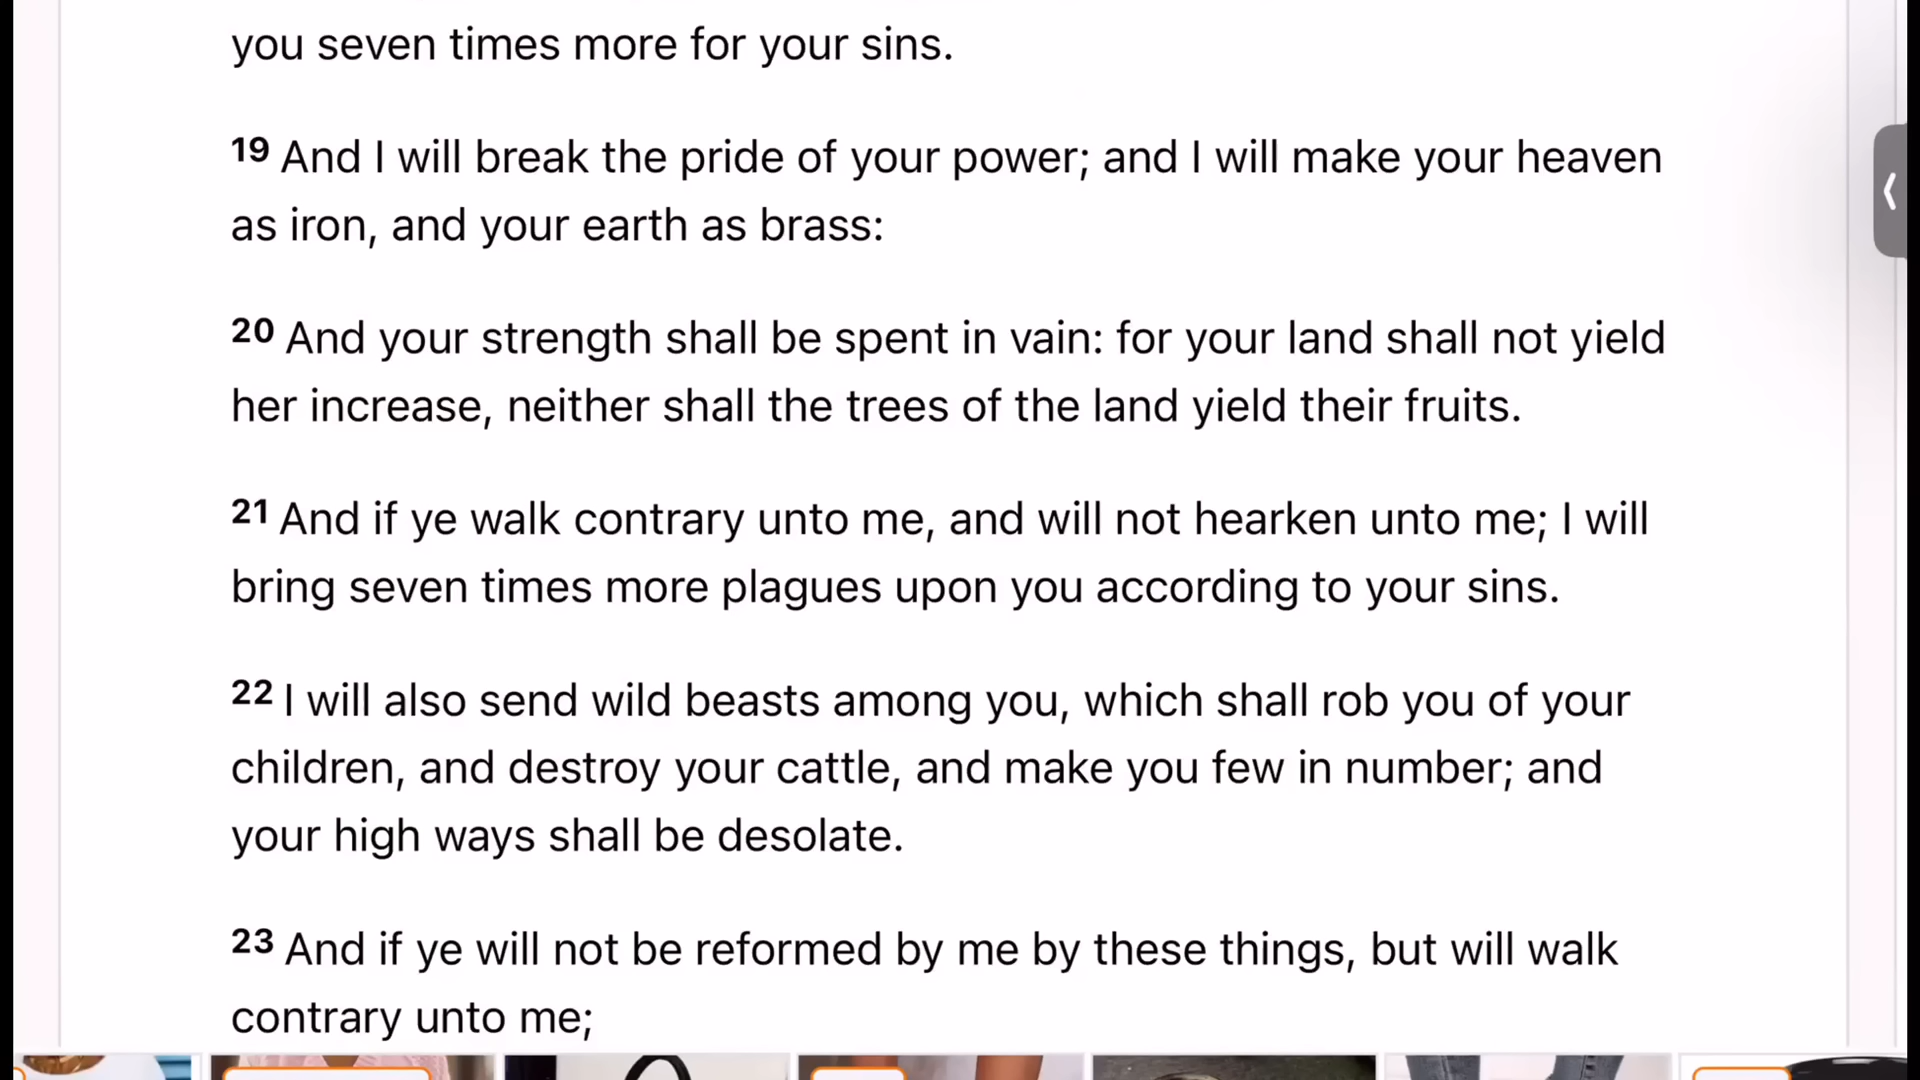 you seven times more for your sins.
19 And I will break the pride of your power; and I will make your heaven
as iron, and your earth as brass:
20 And your strength shall be spent in vain: for your land shall not yield
her increase, neither shall the trees of the land yield their fruits.
21 And if ye walk contrary unto me, and will not hearken unto me; I will
bring seven times more plagues upon you according to your sins.
22 I will also send wild beasts among you, which shall rob you of your
children, and destroy your cattle, and make you few in number; and
your high ways shall be desolate.
23 And if ye will not be reformed by me by these things, but will walk
contrary unto me;